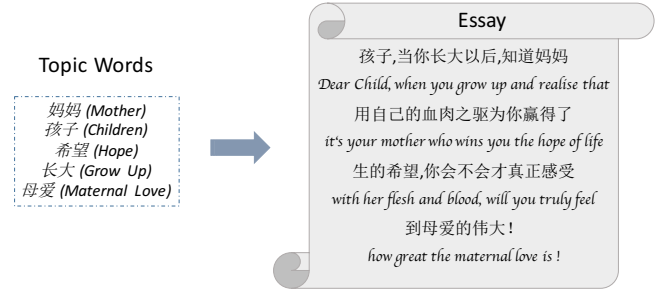 Topic Words
妈妈 (Mother)
孩子 (Children)
希望 (Hope)
长大 (Grow Up)
母爱 (Maternal Love)
Essay
孩子,当你长大以后,知道妈妈
Dear Child, when you grow up and realise that
用自己的血肉之驱为你赢得了
it's your mother who wins you the hope of life
生的希望,你会不会才真正感受
with her flesh and blood, will you truly feel
到母爱的伟大!
how great the maternal love is !